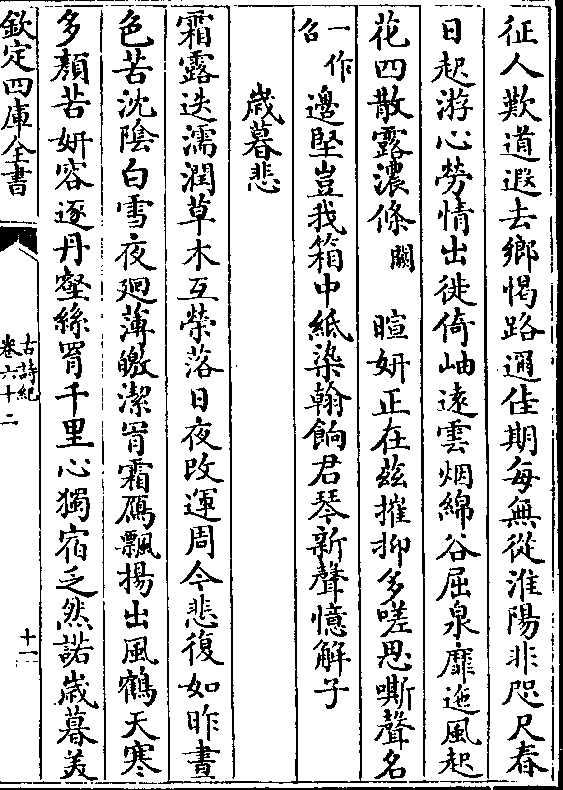 征人歎道遐去鄉愒路通佳期每無從淮陽非咫尺春
日起游心勞情出徙倚岫遠雲烟綿谷屈泉靡迤風起
花四散露濃條闕 暄妍正在兹摧抑多嗟思嘶聲名
一作召邊堅豈我箱中紙染翰餉君琴新聲憶解子
歳暮悲
霜露迭濡潤草木互榮落日夜改運周今悲復如昨晝
色苦沈陰白雪夜廻薄皦潔冐霜鴈飄揚出風鶴天寒
多顔苦妍容逐丹壑絲罥千里心獨宿乏然諾歳暮美
欽定四庫全書
古詩紀
卷六十二
十一